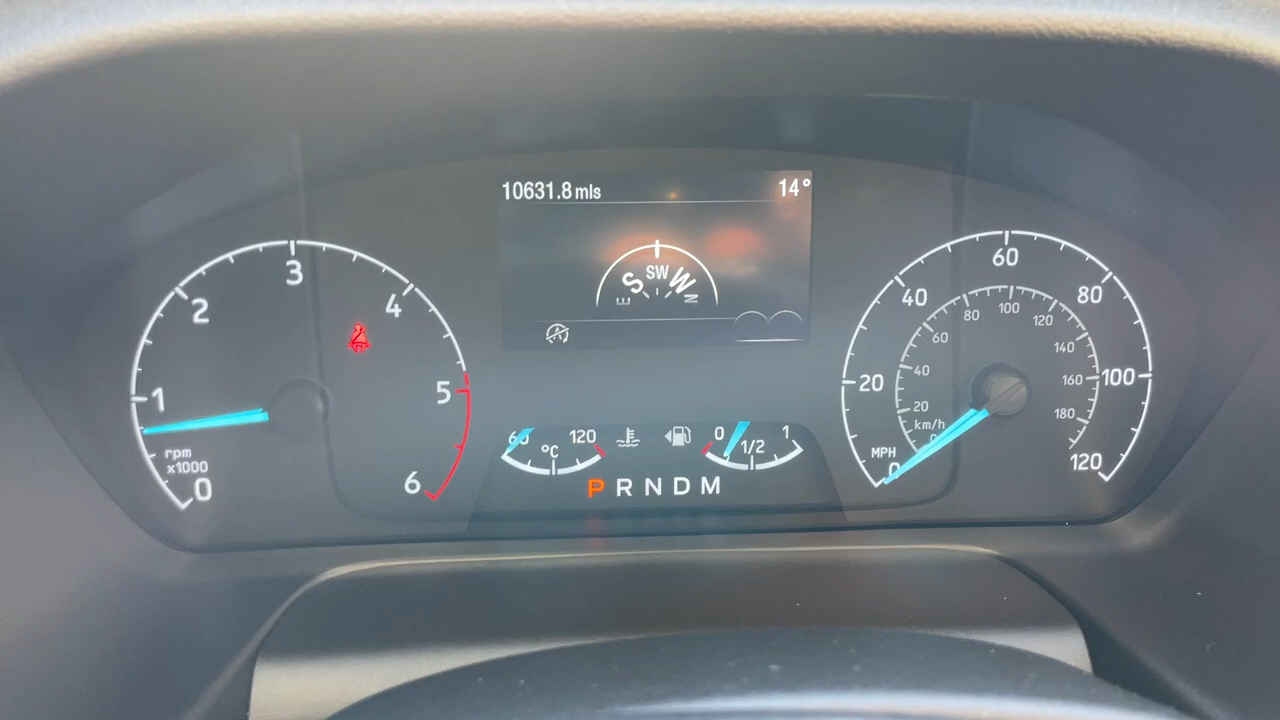 10631.8 mls 14°
E S SW W N
0 1 2 3 4 5 6
rpm
x1000
60 °C 120
0 1/2 1
P R N D M
0 20 40 60 80 100 120
MPH
0 20 40 60 80 100 120 140 160 180
km/h